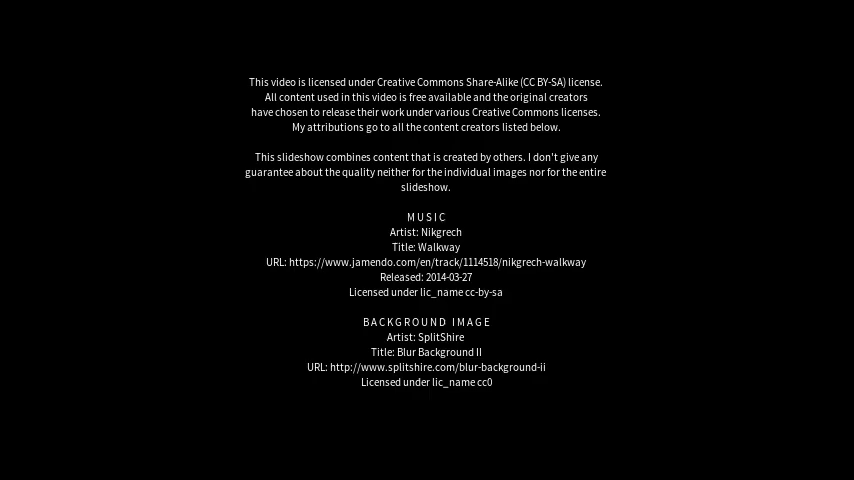 This video is licensed under Creative Commons Share-Alike (CC BY-SA) license.
All content used in this video is free available and the original creators
have chosen to release their work under various Creative Commons licenses.
My attributions go to all the content creators listed below.
This slideshow combines content that is created by others. I don't give any
guarantee about the quality neither for the individual images nor for the entire
slideshow.
MUSIC
Artist: Nikgrech
Title: Walkway
URL: https://www.jamendo.com/en/track/1114518/nikgrech-walkway
Released: 2014-03-27
Licensed under lic_name cc-by-sa
BACKGROUND IMAGE
Artist: SplitShire
Title: Blur Background II
URL: http://www.splitshire.com/blur-background-ii
Licensed under lic_name cc0